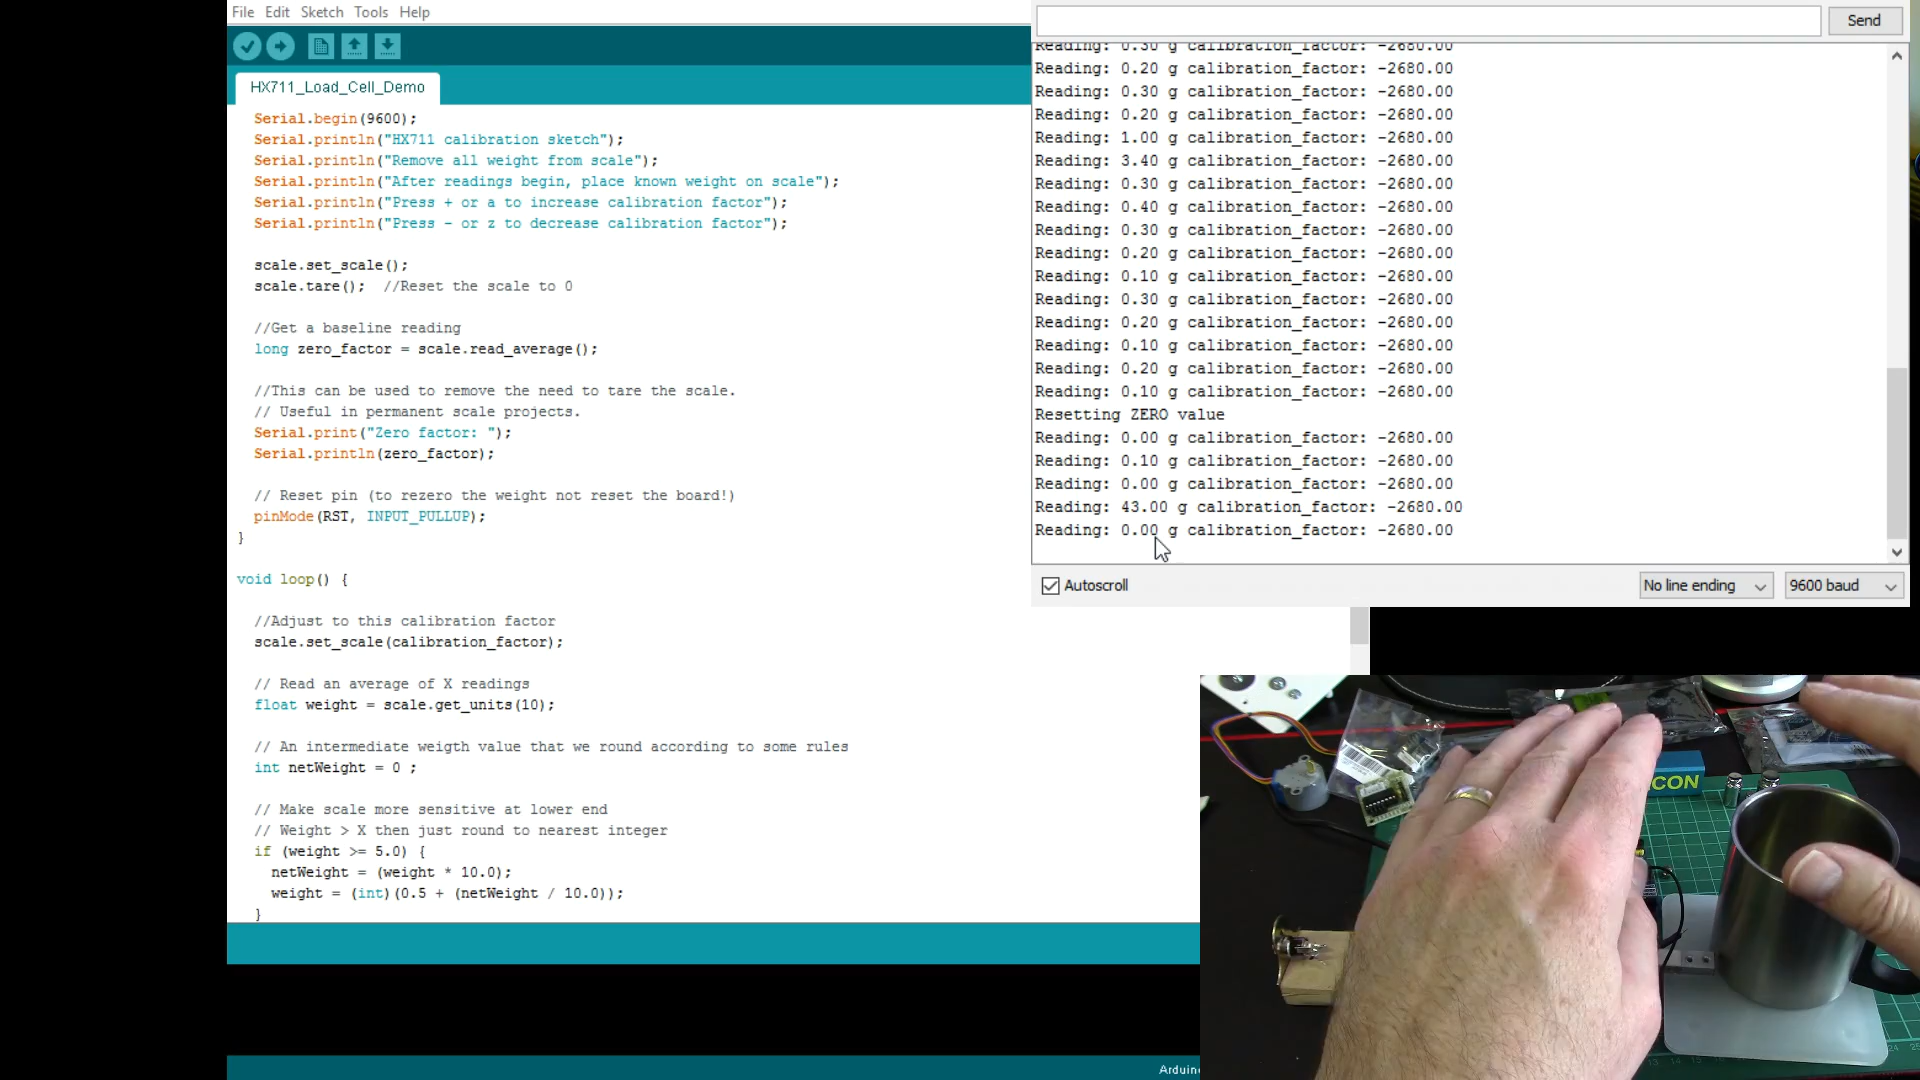 File Edit Sketch Tools Help
HX711_Load_Cell_Demo
Serial.begin(9600);
Serial.println("HX711 calibration sketch");
Serial.println("Remove all weight from scale");
Serial.println("After readings begin, place known weight on scale");
Serial.println("Press + or a to increase calibration factor");
Serial.println("Press - or z to decrease calibration factor");
scale.set_scale();
scale.tare();  //Reset the scale to 0
//Get a baseline reading
long zero_factor = scale.read_average();
//This can be used to remove the need to tare the scale.
// Useful in permanent scale projects.
Serial.print("Zero factor: ");
Serial.println(zero_factor);
// Reset pin (to rezero the weight not reset the board!)
pinMode(RST, INPUT_PULLUP);
}
void loop() {
//Adjust to this calibration factor
scale.set_scale(calibration_factor);
// Read an average of X readings
float weight = scale.get_units(10);
// An intermediate weigth value that we round according to some rules
int netWeight = 0 ;
// Make scale more sensitive at lower end
// Weight > X then just round to nearest integer
if (weight >= 5.0) {
netWeight = (weight * 10.0);
weight = (int)(0.5 + (netWeight / 10.0));
}
Send
Reading: 0.30 g calibration_factor: -2680.00
Reading: 0.20 g calibration_factor: -2680.00
Reading: 0.30 g calibration_factor: -2680.00
Reading: 0.20 g calibration_factor: -2680.00
Reading: 1.00 g calibration_factor: -2680.00
Reading: 3.40 g calibration_factor: -2680.00
Reading: 0.30 g calibration_factor: -2680.00
Reading: 0.40 g calibration_factor: -2680.00
Reading: 0.30 g calibration_factor: -2680.00
Reading: 0.20 g calibration_factor: -2680.00
Reading: 0.10 g calibration_factor: -2680.00
Reading: 0.30 g calibration_factor: -2680.00
Reading: 0.20 g calibration_factor: -2680.00
Reading: 0.10 g calibration_factor: -2680.00
Reading: 0.20 g calibration_factor: -2680.00
Reading: 0.10 g calibration_factor: -2680.00
Resetting ZERO value
Reading: 0.00 g calibration_factor: -2680.00
Reading: 0.10 g calibration_factor: -2680.00
Reading: 0.00 g calibration_factor: -2680.00
Reading: 43.00 g calibration_factor: -2680.00
Reading: 0.00 g calibration_factor: -2680.00
Autoscroll
No line ending
9600 baud
CON